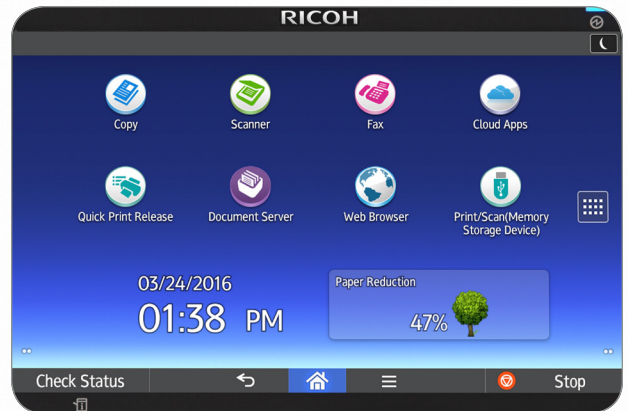 RICOH
Copy
Scanner
Fax
Cloud Apps
Quick Print Release
Document Server
Web Browser
Print/Scan(Memory
Storage Device)
03/24/2016
01:38 PM
Paper Reduction
47%
Check Status
Stop